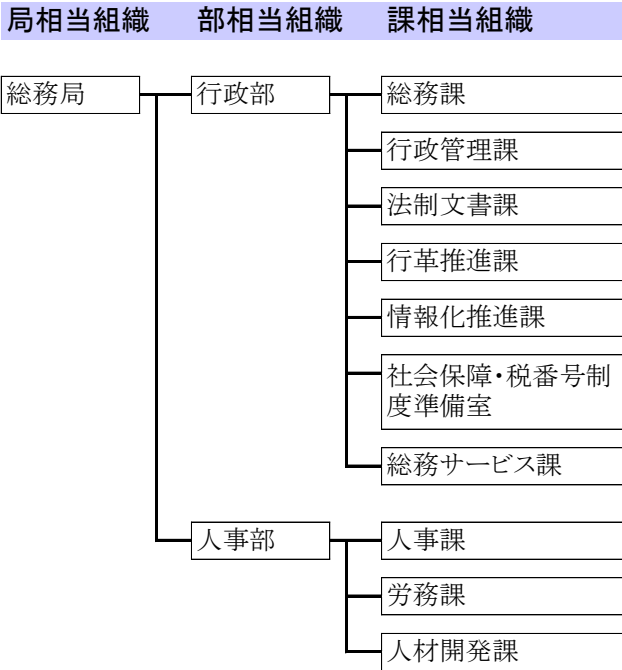 局相当組織 部相当組織 課相当組織
総務局 行政部 総務課
行政管理課
法制文書課
行革推進課
情報化推進課
社会保障・税番号制
度準備室
総務サービス課
人事部 人事課
労務課
人材開発課